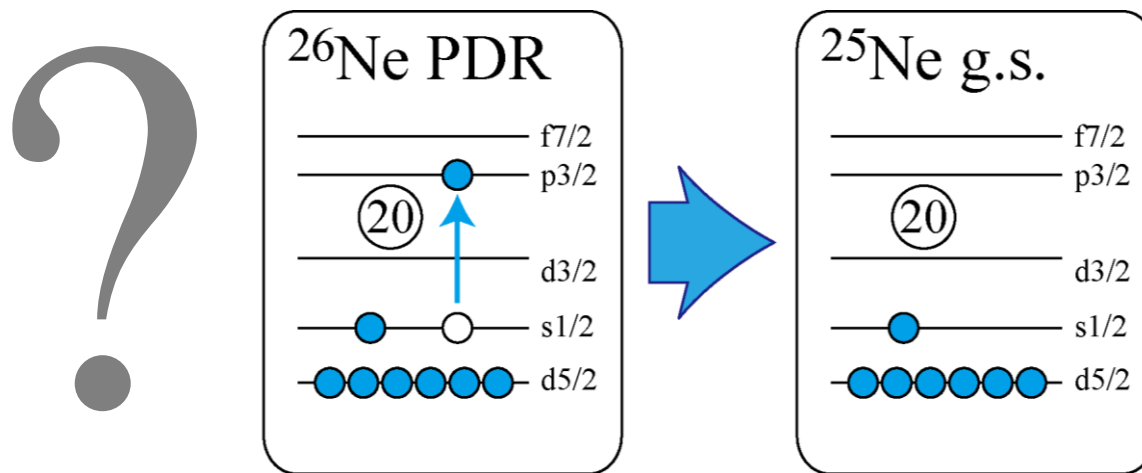 ?
²⁶Ne PDR
f7/2
p3/2
20
d3/2
s1/2
d5/2
²⁵Ne g.s.
f7/2
p3/2
20
d3/2
s1/2
d5/2